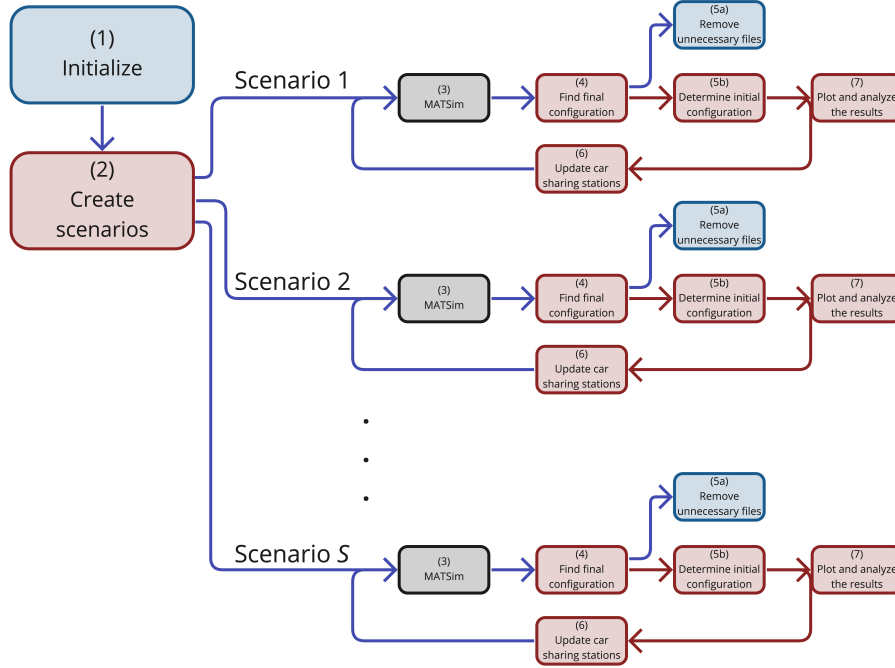 (1)
Initialize
(2)
Create
scenarios
Scenario 1
(3)
MATSim
(4)
Find final
configuration
(5a)
Remove
unnecessary files
(5b)
Determine initial
configuration
(7)
Plot and analyze
the results
(6)
Update car
sharing stations
Scenario 2
(3)
MATSim
(4)
Find final
configuration
(5a)
Remove
unnecessary files
(5b)
Determine initial
configuration
(7)
Plot and analyze
the results
(6)
Update car
sharing stations
Scenario S
(3)
MATSim
(4)
Find final
configuration
(5a)
Remove
unnecessary files
(5b)
Determine initial
configuration
(7)
Plot and analyze
the results
(6)
Update car
sharing stations